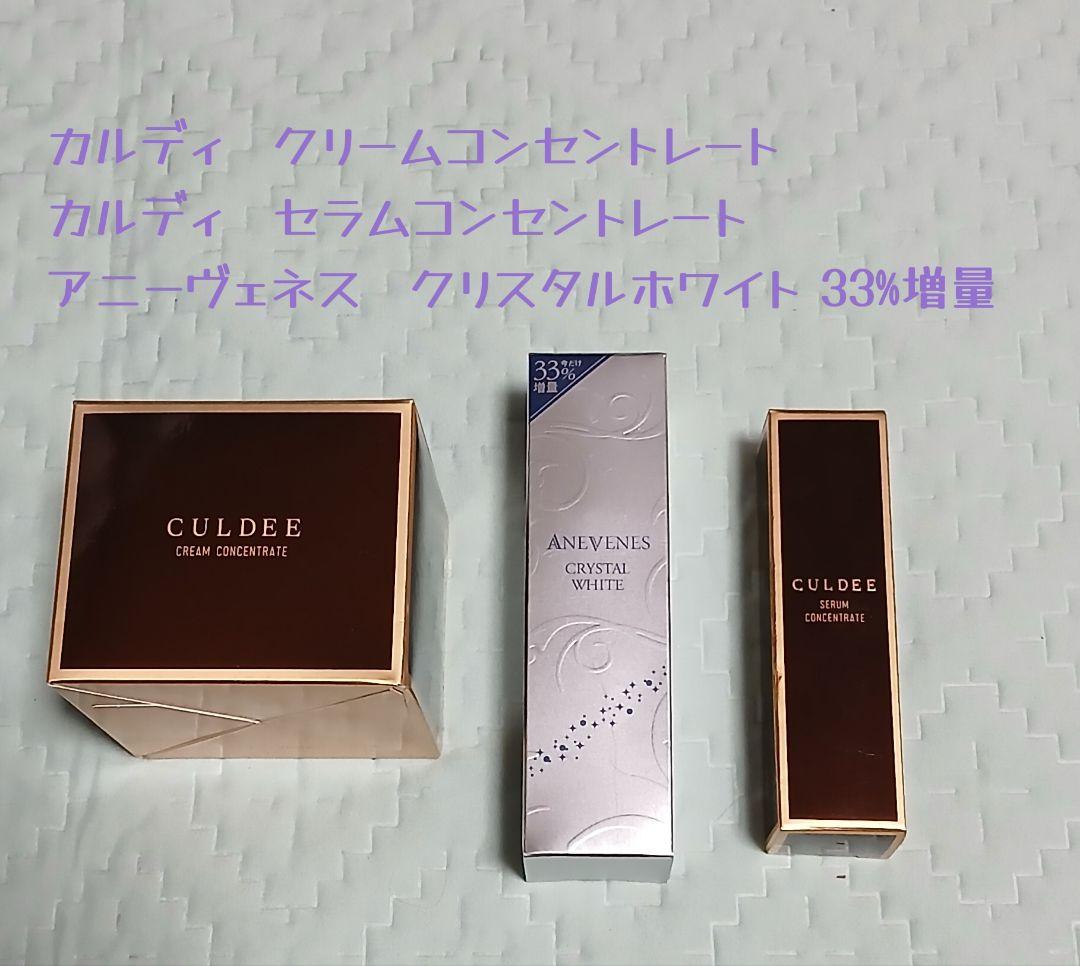 カルディ　クリームコンセントレート
カルディ　セラムコンセントレート
アニーヴェネス　クリスタルホワイト 33%増量
33%
今だけ
増量
CULDEE
CREAM CONCENTRATE
ANEVENES
CRYSTAL
WHITE
CULDEE
SERUM
CONCENTRATE